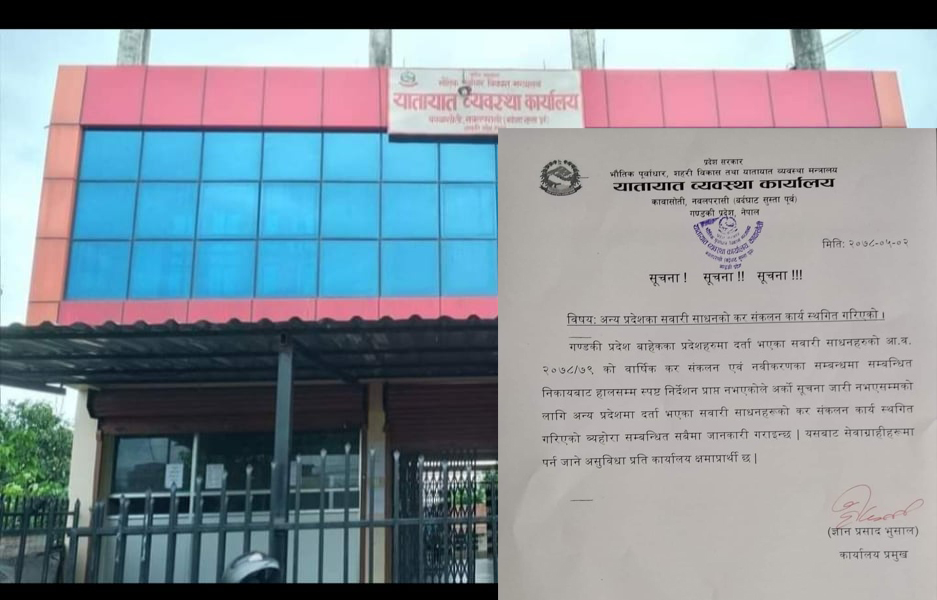 भौतिक पूर्वाधार विकास मन्त्रालय
यातायात व्यवस्था कार्यालय
प्रदेश सरकार
भौतिक पूर्वाधार, शहरी विकास तथा यातायात व्यवस्था मन्त्रालय
यातायात व्यवस्था कार्यालय
कावासोती, नवलपरासी (बर्दघाट सुस्ता पूर्व)
गण्डकी प्रदेश, नेपाल
मिति: २०७८-०५-०२
सूचना ! सूचना !! सूचना !!!
विषय: अन्य प्रदेशका सवारी साधनको कर संकलन कार्य स्थगित गरिएको ।
गण्डकी प्रदेश बाहेकका प्रदेशहरुमा दर्ता भएका सवारी साधनहरुको आ.व.
२०७८/७९ को वार्षिक कर संकलन एवं नवीकरणका सम्बन्धमा सम्बन्धित
निकायबाट हालसम्म स्पष्ट निर्देशन प्राप्त नभएकोले अर्को सूचना जारी नभएसम्मको
लागि अन्य प्रदेशमा दर्ता भएका सवारी साधनहरूको कर संकलन कार्य स्थगित
गरिएको ब्यहोरा सम्बन्धित सबैमा जानकारी गराइन्छ | यसबाट सेवाग्राहीहरूमा
पर्न जाने असुविधा प्रति कार्यालय क्षमाप्रार्थी छ |
(ज्ञान प्रसाद भुसाल)
कार्यालय प्रमुख